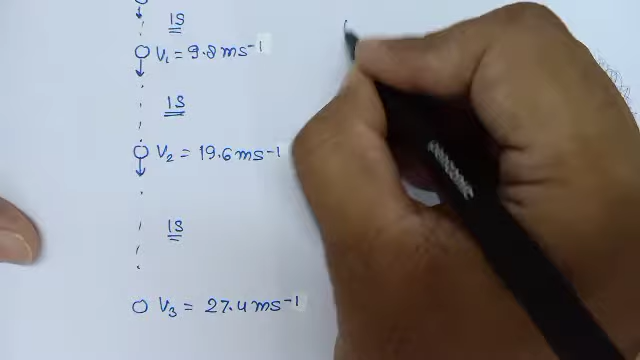 1S
V₁ = 9.8 ms⁻¹
1S
V₂ = 19.6 ms⁻¹
1S
V₃ = 27.4 ms⁻¹